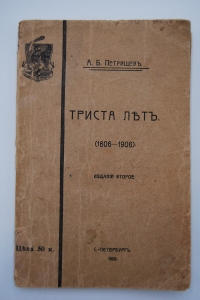 А. Б. ПЕТРИЩЕВЪ.
ТРИСТА ЛѢТЪ.
(1606—1906)
ИЗДАНІЕ ВТОРОЕ
Цѣна 50 к.
С.-ПЕТЕРБУРГЪ.